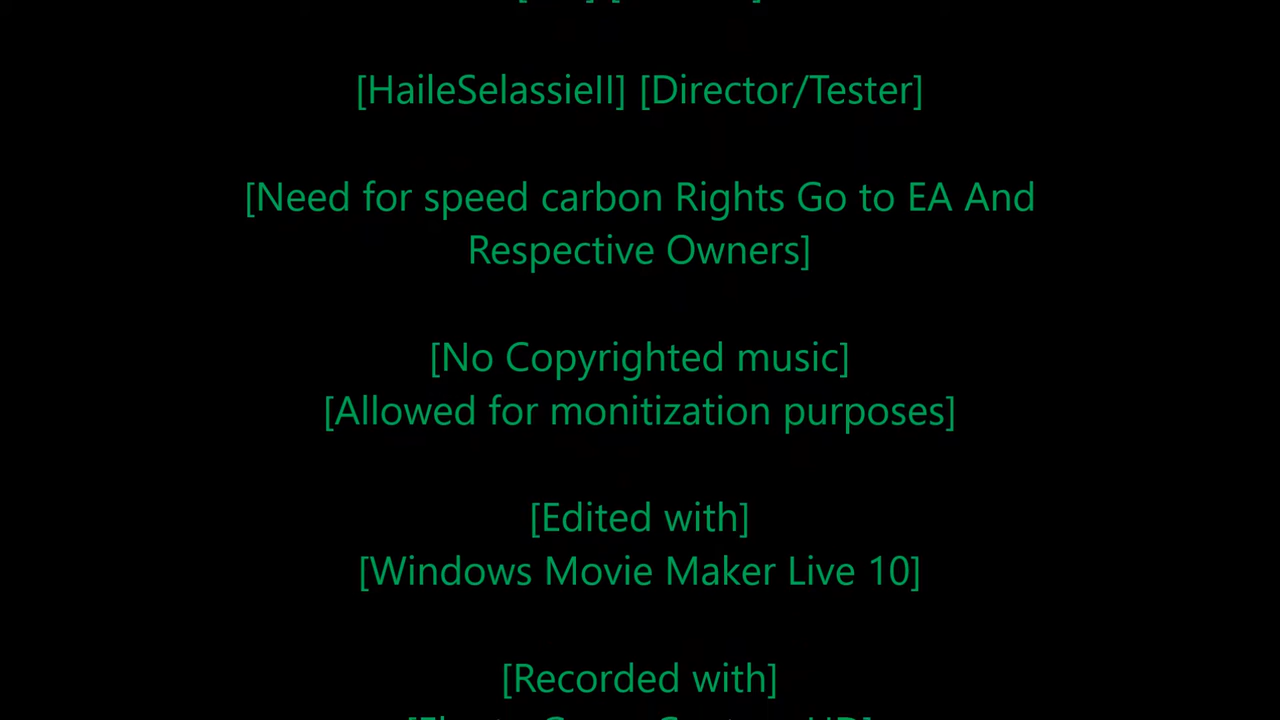 [HaileSelassieII] [Director/Tester]
[Need for speed carbon Rights Go to EA And
Respective Owners]
[No Copyrighted music]
[Allowed for monitization purposes]
[Edited with]
[Windows Movie Maker Live 10]
[Recorded with]